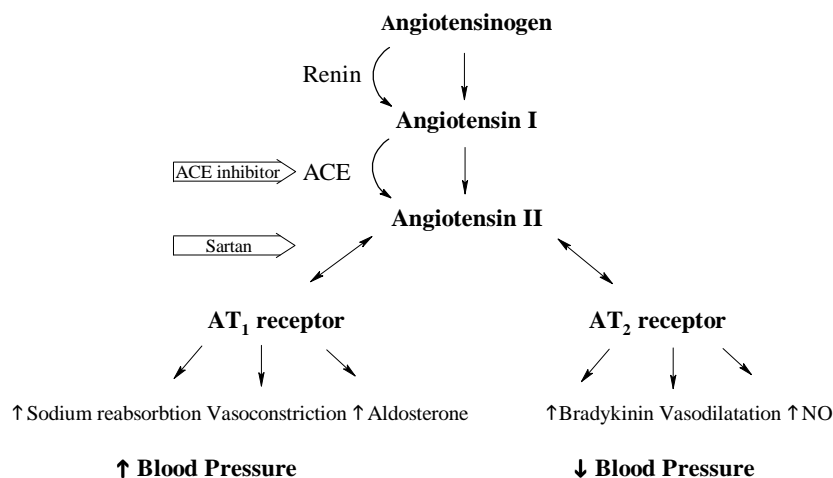 Angiotensinogen
Renin
Angiotensin I
ACE inhibitor ACE
Angiotensin II
Sartan
AT₁ receptor AT₂ receptor
↑Sodium reabsorbtion Vasoconstriction ↑Aldosterone ↑Bradykinin Vasodilatation ↑NO
↑ Blood Pressure ↓ Blood Pressure